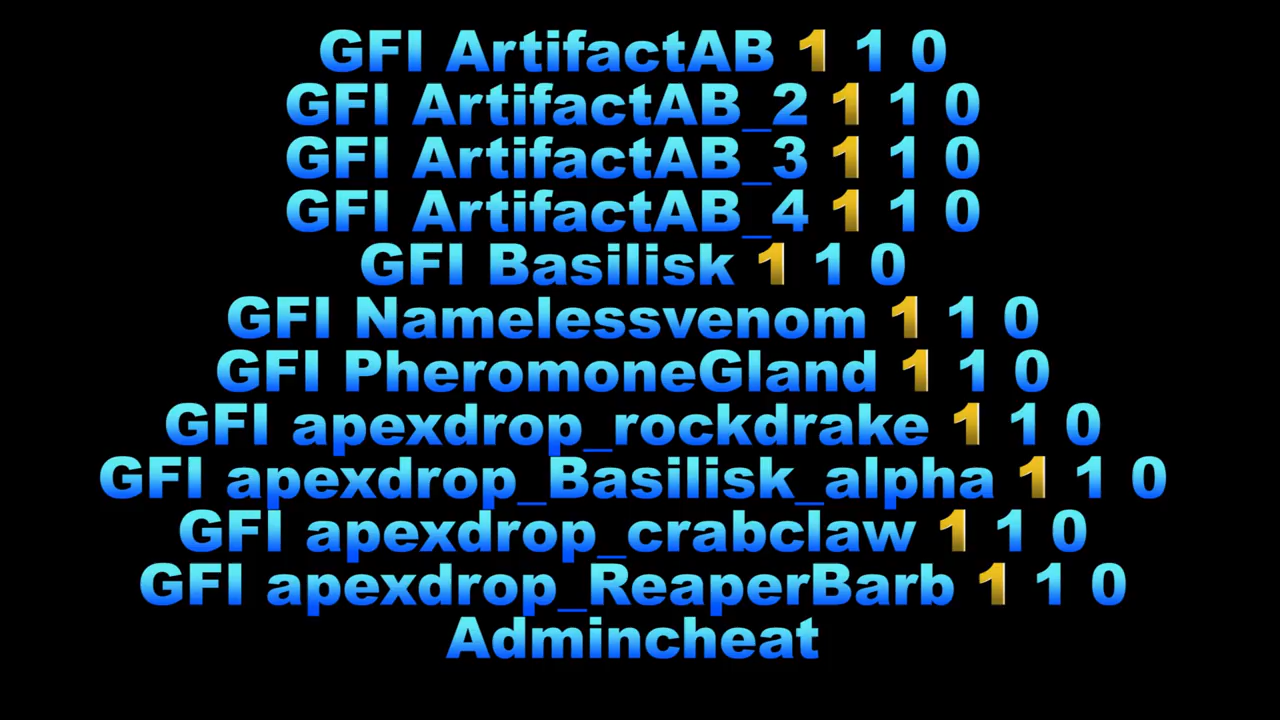 GFI ArtifactAB 1 1 0
GFI ArtifactAB_2 1 1 0
GFI ArtifactAB_3 1 1 0
GFI ArtifactAB_4 1 1 0
GFI Basilisk 1 1 0
GFI Namelessvenom 1 1 0
GFI PheromoneGland 1 1 0
GFI apexdrop_rockdrake 1 1 0
GFI apexdrop_Basilisk_alpha 1 1 0
GFI apexdrop_crabclaw 1 1 0
GFI apexdrop_ReaperBarb 1 1 0
Admincheat